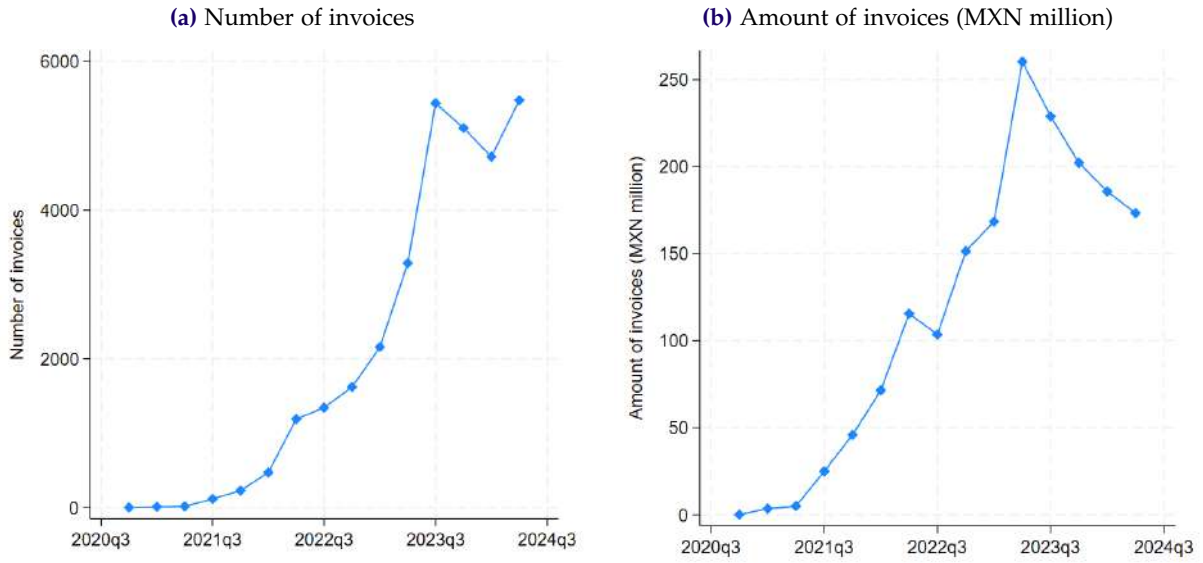 (a) Number of invoices
Number of invoices
6000
4000
2000
0
2020q3 2021q3 2022q3 2023q3 2024q3
(b) Amount of invoices (MXN million)
Amount of invoices (MXN million)
250
200
150
100
50
0
2020q3 2021q3 2022q3 2023q3 2024q3